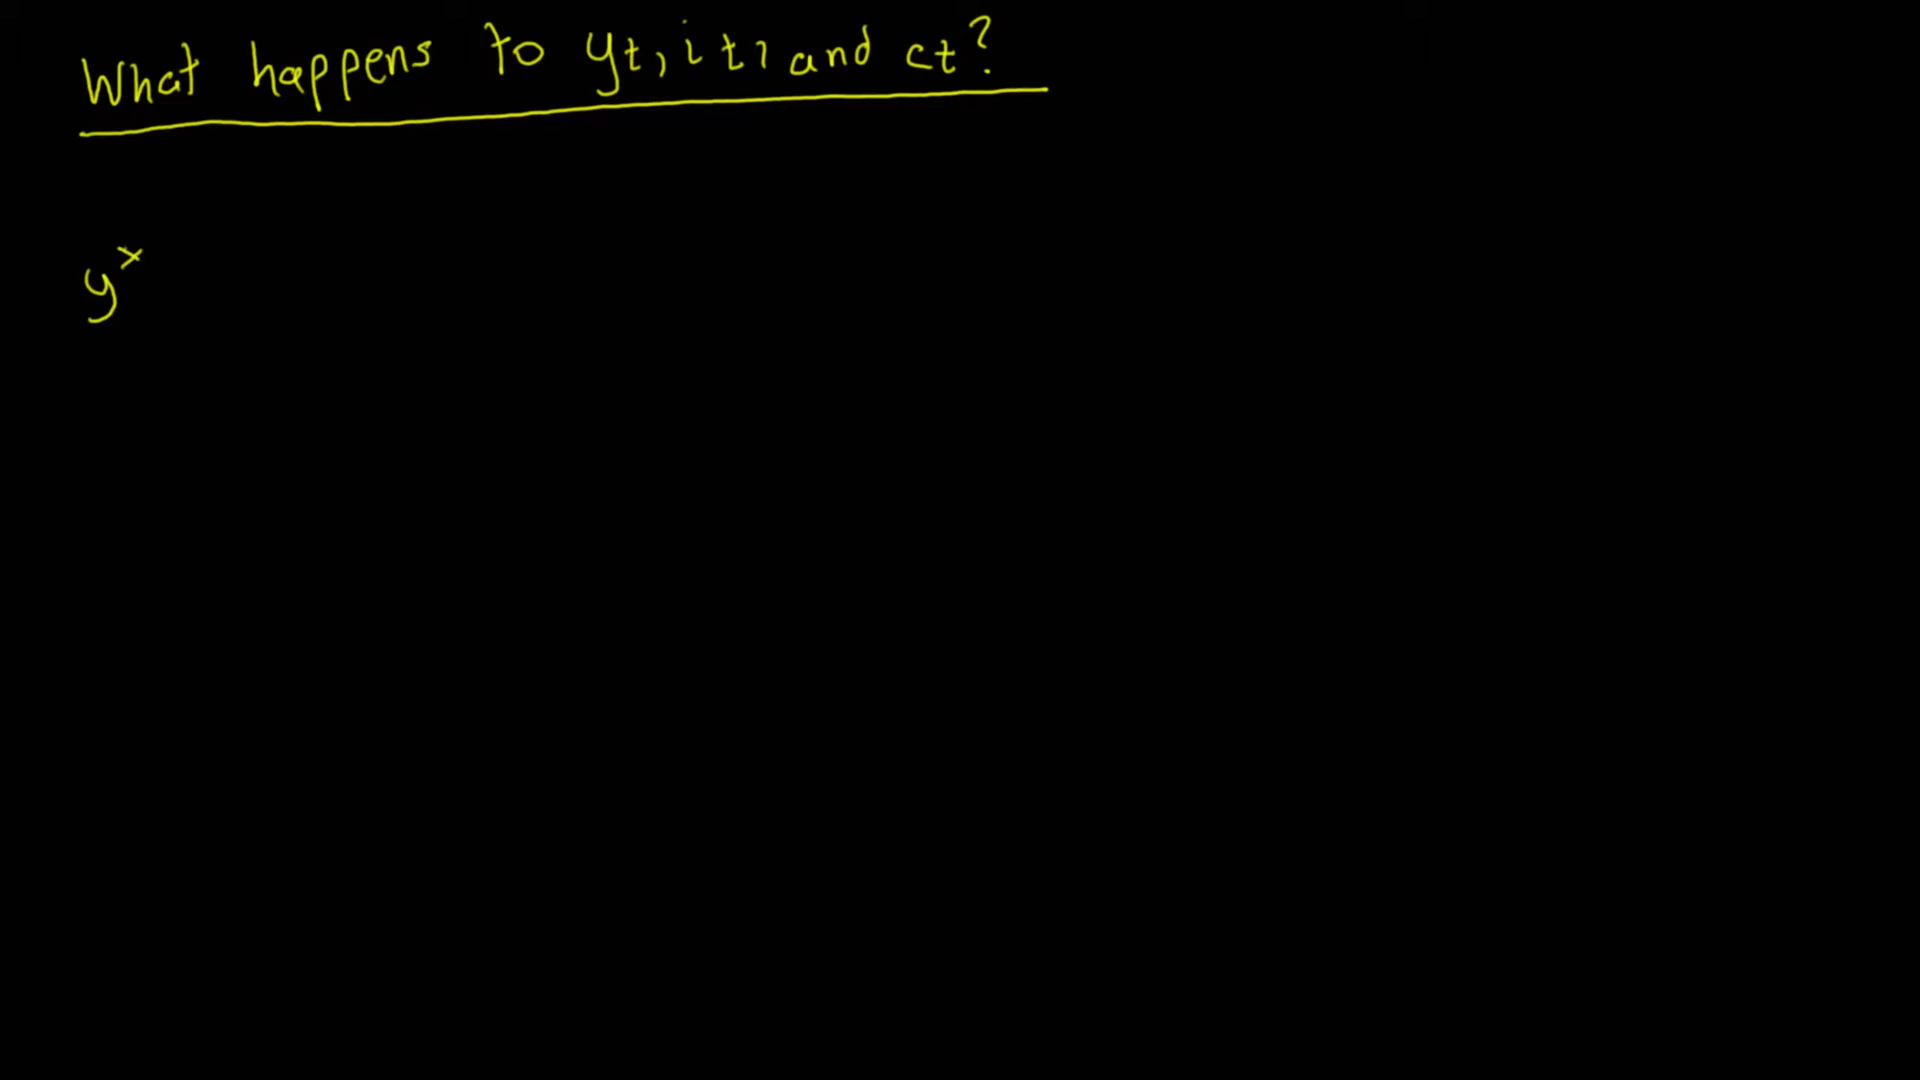 What happens to yt, it, and ct?
y*